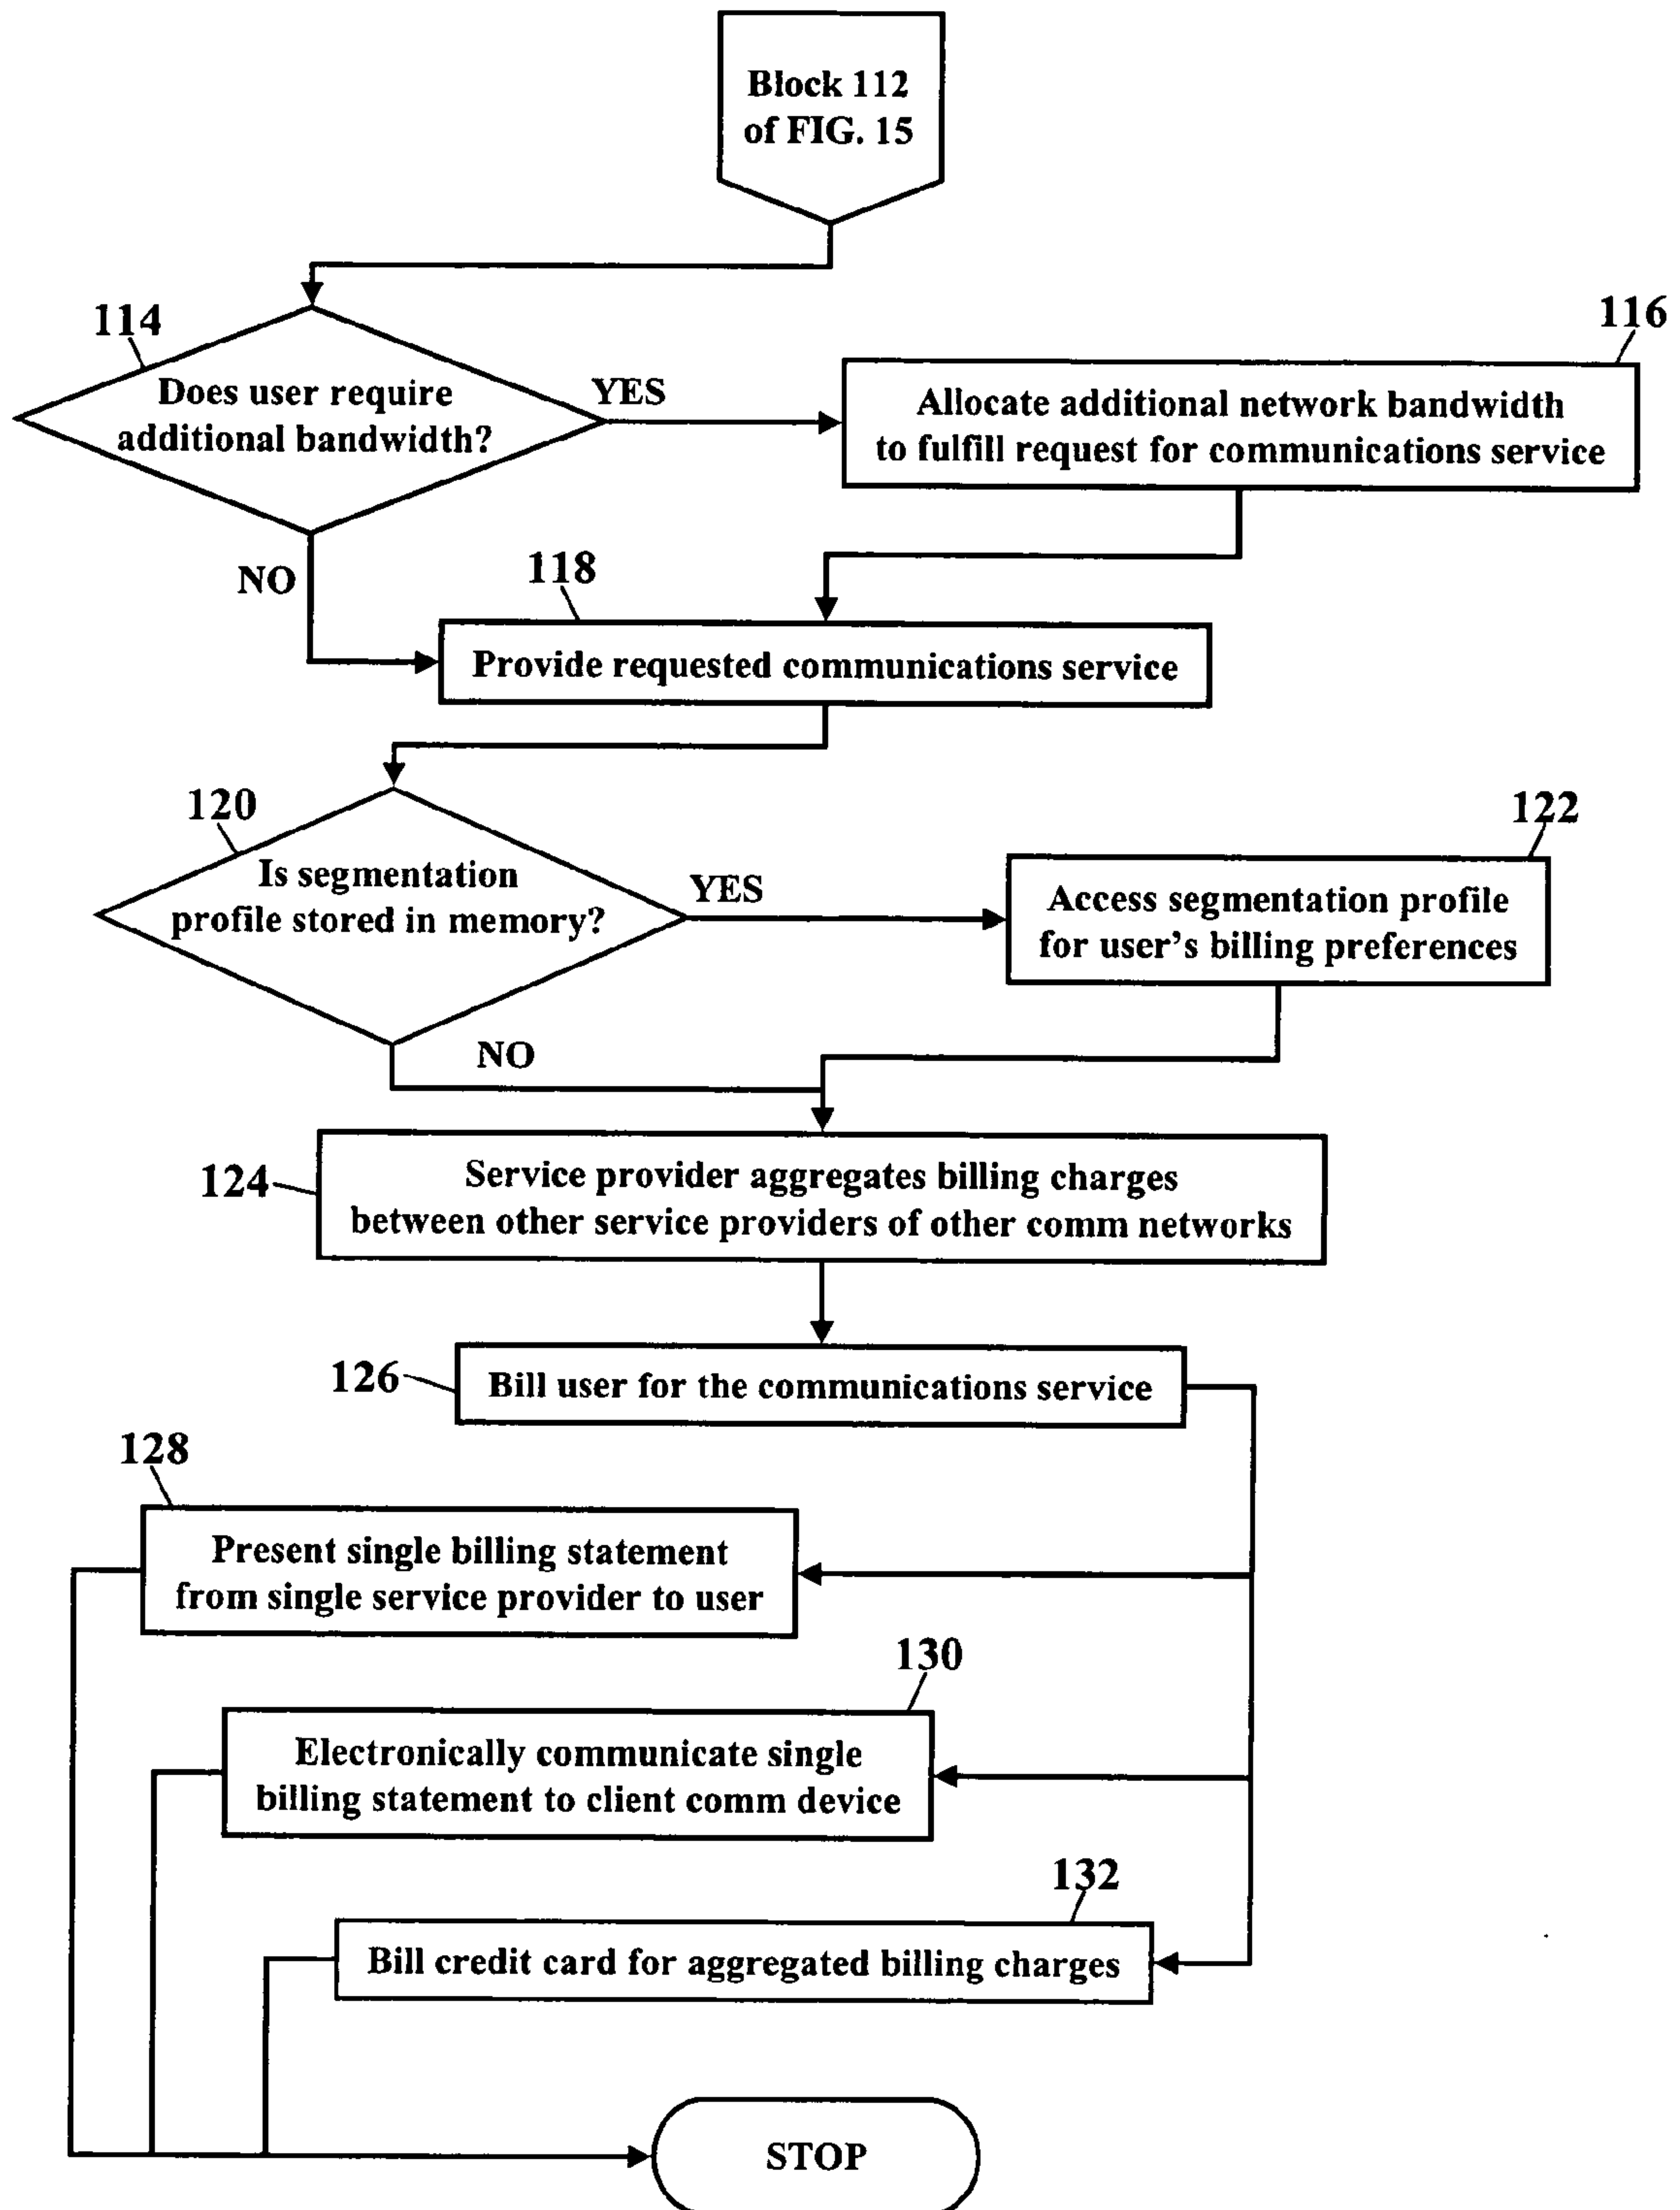 Block 112
of FIG. 15
114
Does user require
additional bandwidth?
YES
116
Allocate additional network bandwidth
to fulfill request for communications service
NO
118
Provide requested communications service
120
Is segmentation
profile stored in memory?
YES
122
Access segmentation profile
for user's billing preferences
NO
124
Service provider aggregates billing charges
between other service providers of other comm networks
126
Bill user for the communications service
128
Present single billing statement
from single service provider to user
130
Electronically communicate single
billing statement to client comm device
132
Bill credit card for aggregated billing charges
STOP